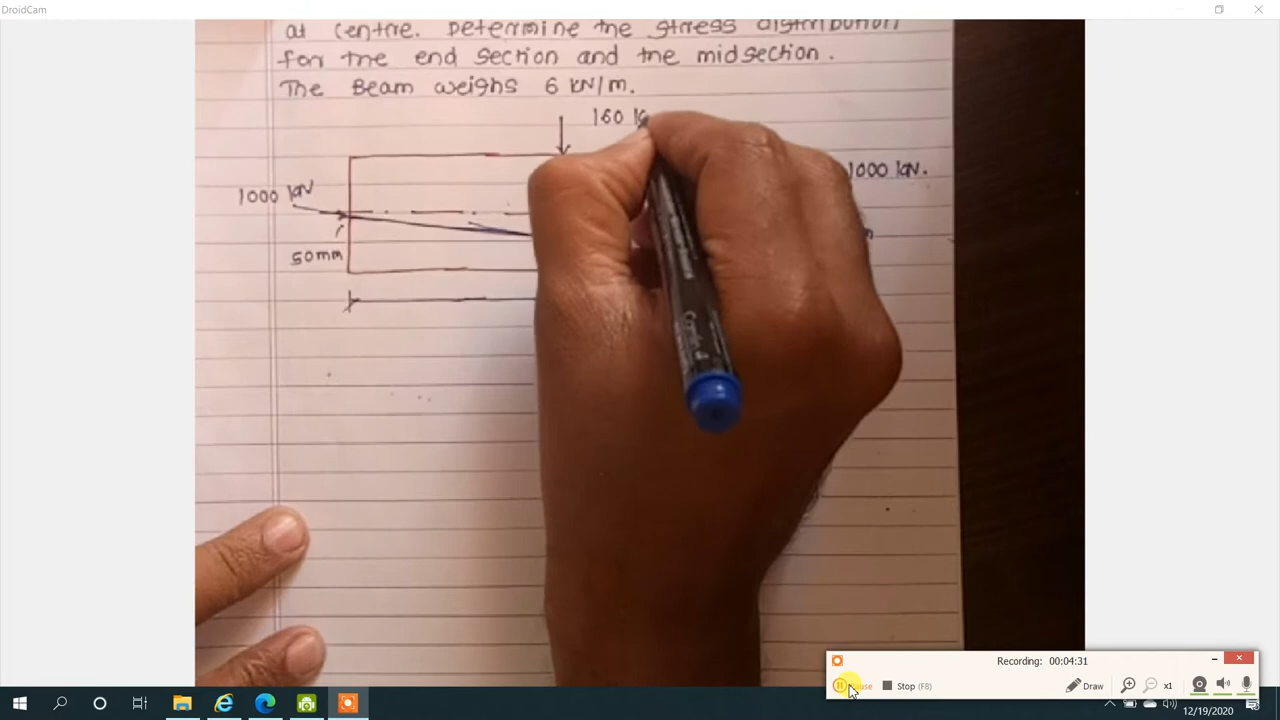 DroidCam
at centre. Determine the stress distribution
for the end section and the midsection.
The Beam weighs 6 kN/m.
160 k
1000 kN
1000 kN.
50mm
Recording: 00:04:31
Pause
Stop (F8)
Draw
x1
12/19/2020